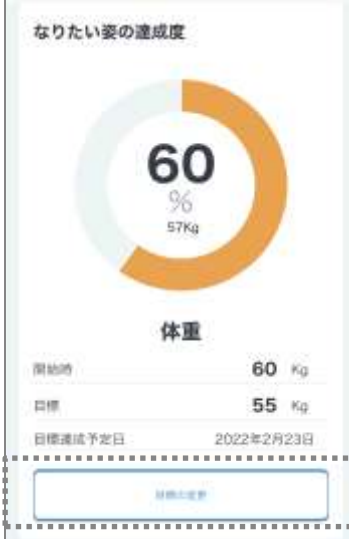 なりたい姿の達成度
60
%
57Kg
体重
開始時 60 Kg
目標 55 Kg
目標達成予定日 2022年2月23日
目標の変更